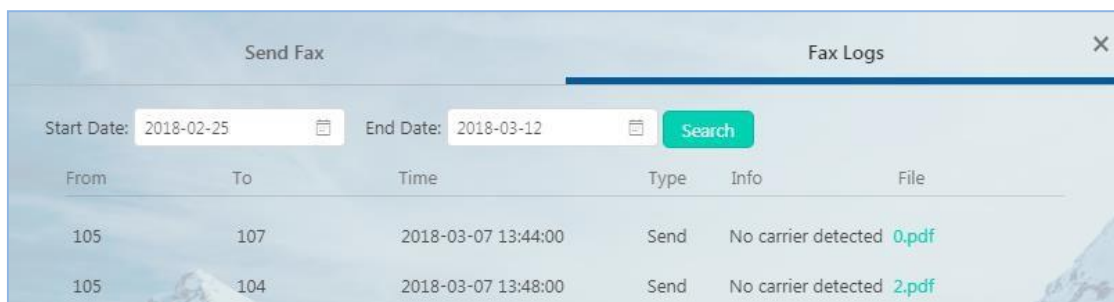 Send Fax Fax Logs ×
Start Date: 2018-02-25 End Date: 2018-03-12 Search
From To Time Type Info File
105 107 2018-03-07 13:44:00 Send No carrier detected 0.pdf
105 104 2018-03-07 13:48:00 Send No carrier detected 2.pdf